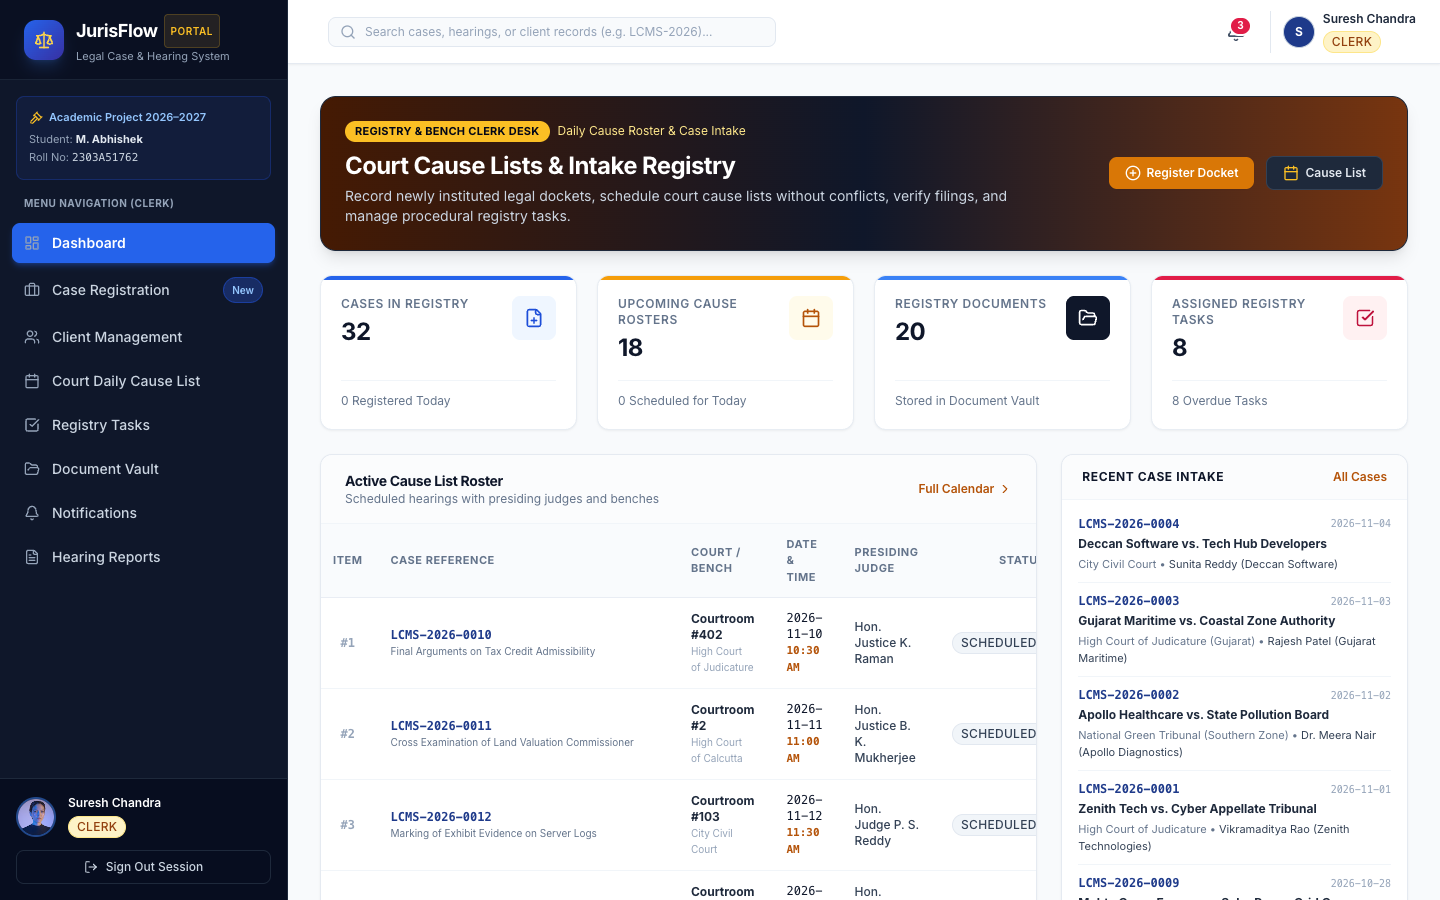 JurisFlow PORTAL
Legal Case & Hearing System
Academic Project 2026–2027
Student: M. Abhishek
Roll No: 2303A51762
MENU NAVIGATION (CLERK)
Dashboard
Case Registration New
Client Management
Court Daily Cause List
Registry Tasks
Document Vault
Notifications
Hearing Reports
Suresh Chandra
CLERK
Sign Out Session
Search cases, hearings, or client records (e.g. LCMS-2026)...
3
S
Suresh Chandra
CLERK
REGISTRY & BENCH CLERK DESK Daily Cause Roster & Case Intake
Court Cause Lists & Intake Registry
Record newly instituted legal dockets, schedule court cause lists without conflicts, verify filings, and
manage procedural registry tasks.
Register Docket
Cause List
CASES IN REGISTRY
32
0 Registered Today
UPCOMING CAUSE
ROSTERS
18
0 Scheduled for Today
REGISTRY DOCUMENTS
20
Stored in Document Vault
ASSIGNED REGISTRY
TASKS
8
8 Overdue Tasks
Active Cause List Roster
Scheduled hearings with presiding judges and benches
Full Calendar
ITEM
CASE REFERENCE
COURT /
BENCH
DATE
&
TIME
PRESIDING
JUDGE
STATU
#1
LCMS-2026-0010
Final Arguments on Tax Credit Admissibility
Courtroom
#402
High Court
of Judicature
2026-
11-10
10:30
AM
Hon.
Justice K.
Raman
SCHEDULED
#2
LCMS-2026-0011
Cross Examination of Land Valuation Commissioner
Courtroom
#2
High Court
of Calcutta
2026-
11-11
11:00
AM
Hon.
Justice B.
K.
Mukherjee
SCHEDULED
#3
LCMS-2026-0012
Marking of Exhibit Evidence on Server Logs
Courtroom
#103
City Civil
Court
2026-
11-12
11:30
AM
Hon.
Judge P. S.
Reddy
SCHEDULED
Courtroom
2026-
Hon.
RECENT CASE INTAKE
All Cases
LCMS-2026-0004 2026-11-04
Deccan Software vs. Tech Hub Developers
City Civil Court • Sunita Reddy (Deccan Software)
LCMS-2026-0003 2026-11-03
Gujarat Maritime vs. Coastal Zone Authority
High Court of Judicature (Gujarat) • Rajesh Patel (Gujarat
Maritime)
LCMS-2026-0002 2026-11-02
Apollo Healthcare vs. State Pollution Board
National Green Tribunal (Southern Zone) • Dr. Meera Nair
(Apollo Diagnostics)
LCMS-2026-0001 2026-11-01
Zenith Tech vs. Cyber Appellate Tribunal
High Court of Judicature • Vikramaditya Rao (Zenith
Technologies)
LCMS-2026-0009 2026-10-28